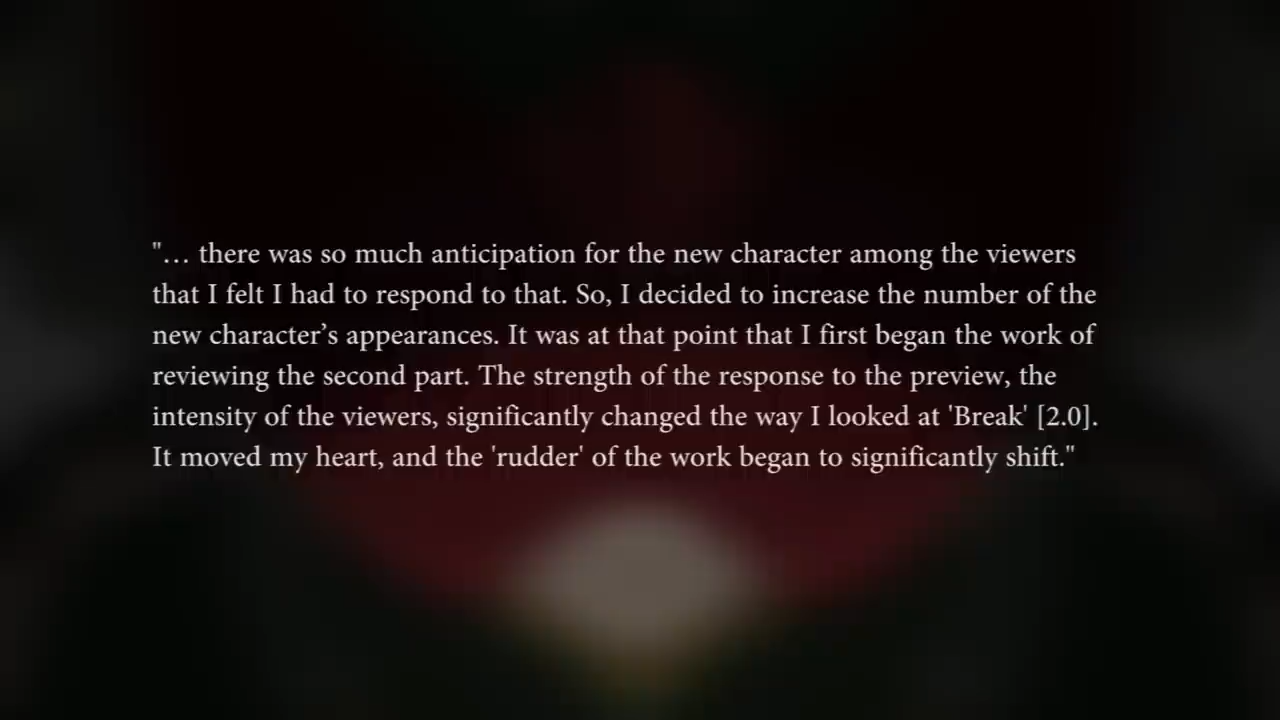 "… there was so much anticipation for the new character among the viewers
that I felt I had to respond to that. So, I decided to increase the number of the
new character’s appearances. It was at that point that I first began the work of
reviewing the second part. The strength of the response to the preview, the
intensity of the viewers, significantly changed the way I looked at 'Break' [2.0].
It moved my heart, and the 'rudder' of the work began to significantly shift."